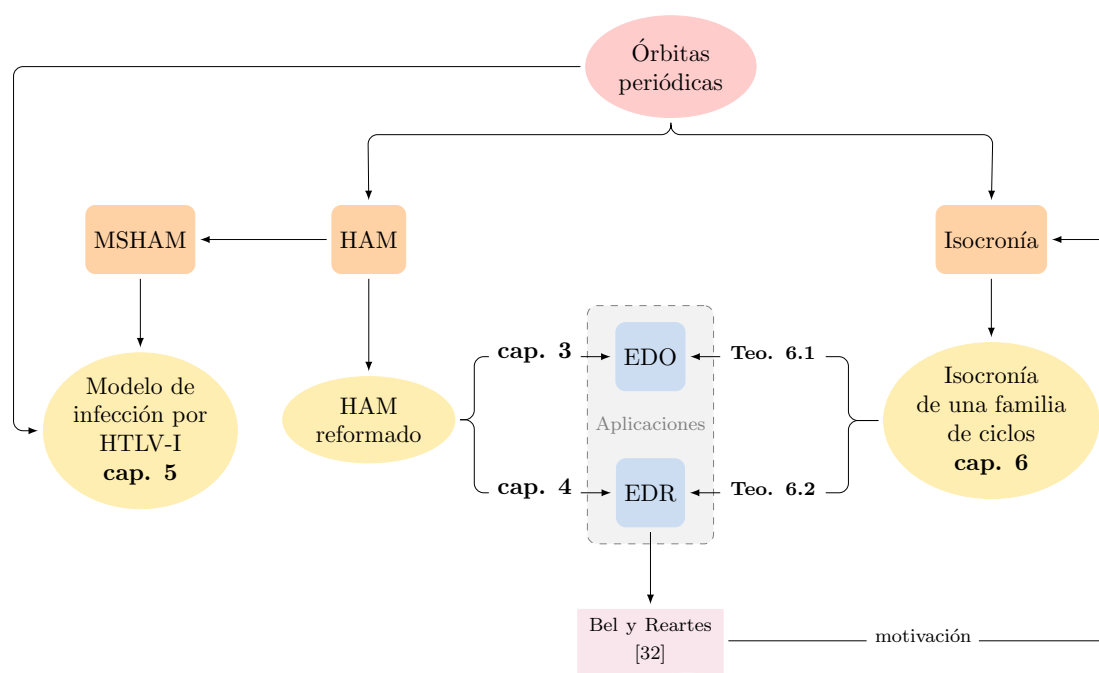 Órbitas
periódicas
MSHAM
HAM
Isocronía
Modelo de
infección por
HTLV-I
cap. 5
HAM
reformado
cap. 3
cap. 4
EDO
Aplicaciones
EDR
Teo. 6.1
Teo. 6.2
Isocronía
de una familia
de ciclos
cap. 6
Bel y Reartes
[32]
motivación